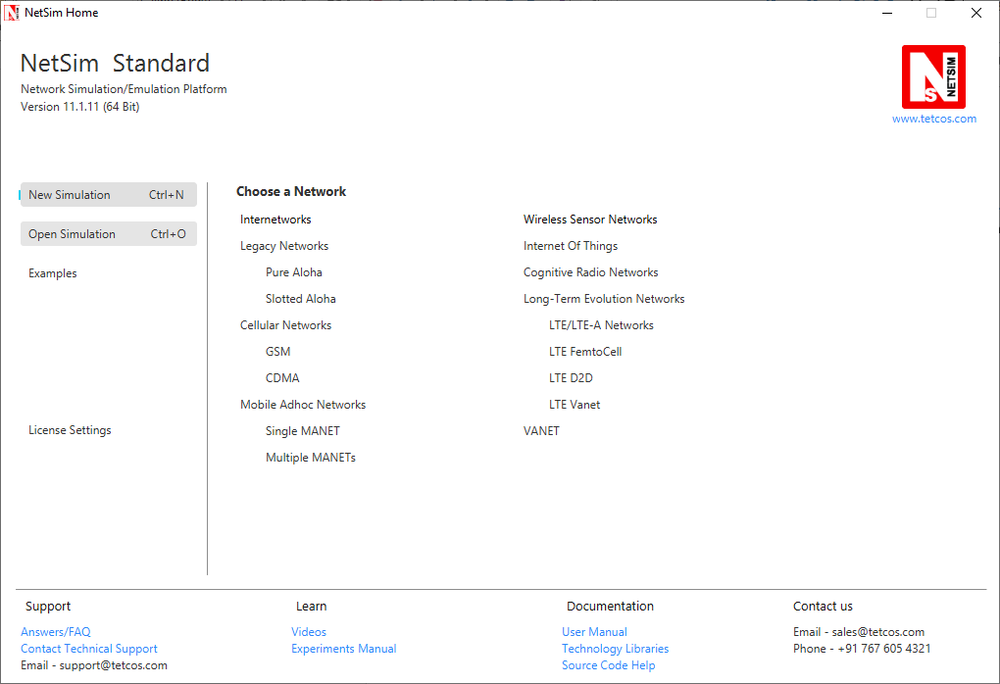 NetSim Home
NetSim Standard
Network Simulation/Emulation Platform
Version 11.1.11 (64 Bit)
NETSIM
www.tetcos.com
New Simulation Ctrl+N
Open Simulation Ctrl+O
Examples
License Settings
Choose a Network
Internetworks
Legacy Networks
Pure Aloha
Slotted Aloha
Cellular Networks
GSM
CDMA
Mobile Adhoc Networks
Single MANET
Multiple MANETs
Wireless Sensor Networks
Internet Of Things
Cognitive Radio Networks
Long-Term Evolution Networks
LTE/LTE-A Networks
LTE FemtoCell
LTE D2D
LTE Vanet
VANET
Support
Answers/FAQ
Contact Technical Support
Email - support@tetcos.com
Learn
Videos
Experiments Manual
Documentation
User Manual
Technology Libraries
Source Code Help
Contact us
Email - sales@tetcos.com
Phone - +91 767 605 4321